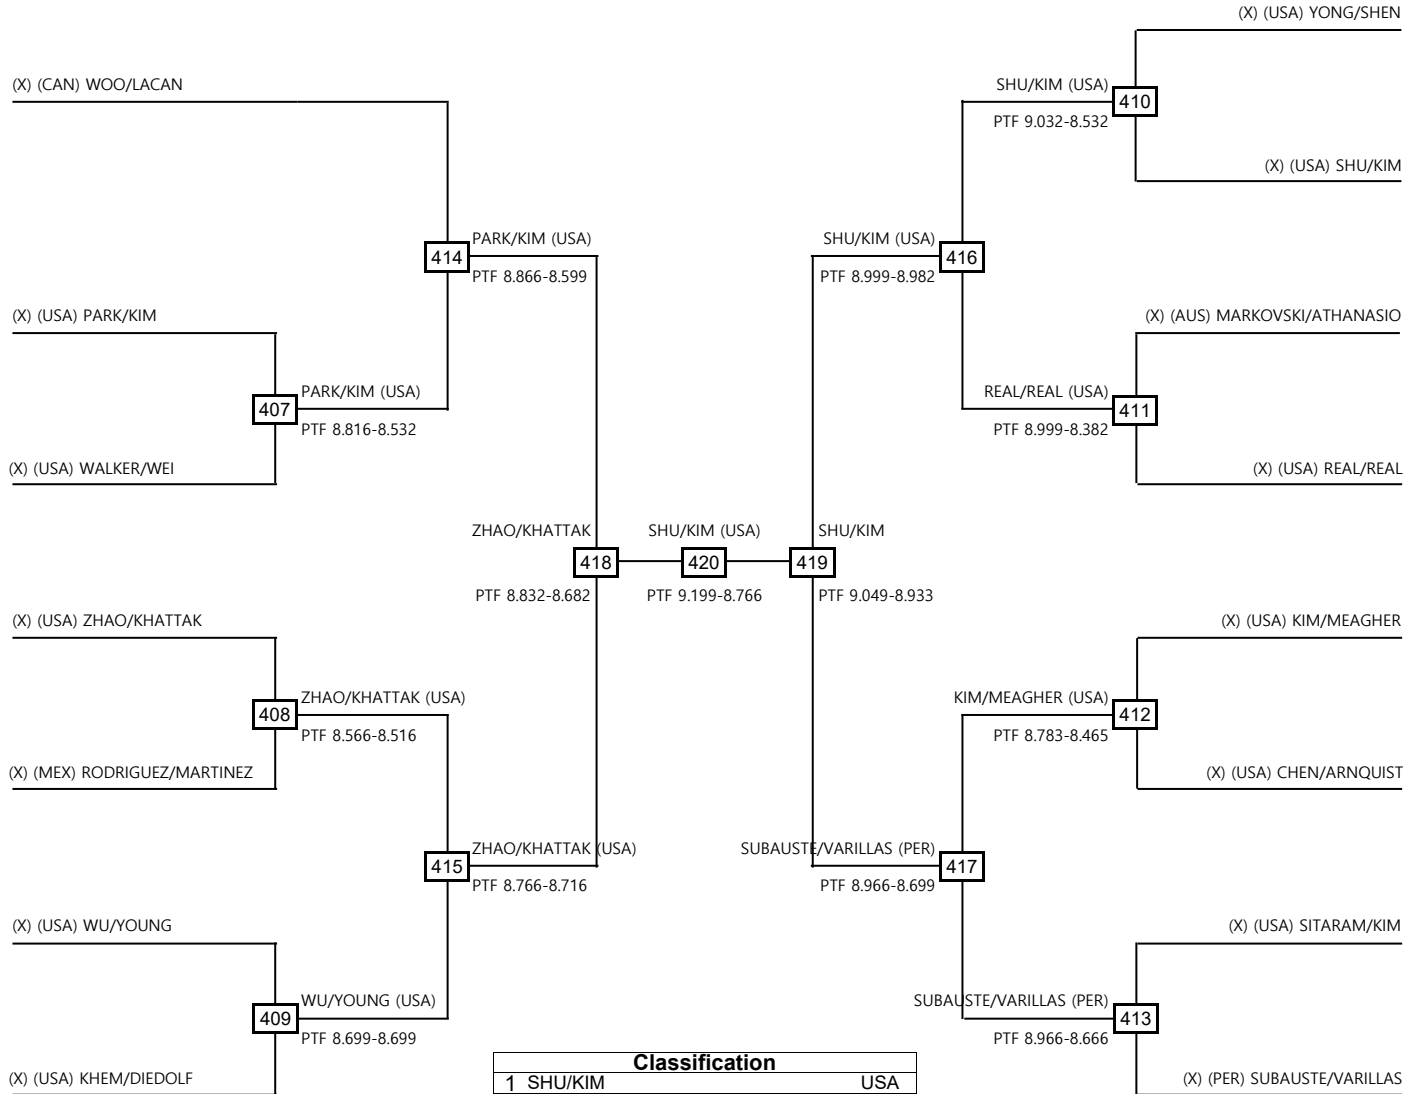 (X) (USA) YONG/SHEN
(X) (CAN) WOO/LACAN
SHU/KIM (USA)
410
PTF 9.032-8.532
(X) (USA) SHU/KIM
PARK/KIM (USA)
414
PTF 8.866-8.599
SHU/KIM (USA)
416
PTF 8.999-8.982
(X) (USA) PARK/KIM
(X) (AUS) MARKOVSKI/ATHANASIO
PARK/KIM (USA)
407
PTF 8.816-8.532
REAL/REAL (USA)
411
PTF 8.999-8.382
(X) (USA) WALKER/WEI
(X) (USA) REAL/REAL
ZHAO/KHATTAK
418
PTF 8.832-8.682
SHU/KIM (USA)
420
PTF 9.199-8.766
SHU/KIM
419
PTF 9.049-8.933
(X) (USA) ZHAO/KHATTAK
(X) (USA) KIM/MEAGHER
ZHAO/KHATTAK (USA)
408
PTF 8.566-8.516
KIM/MEAGHER (USA)
412
PTF 8.783-8.465
(X) (MEX) RODRIGUEZ/MARTINEZ
(X) (USA) CHEN/ARNQUIST
ZHAO/KHATTAK (USA)
415
PTF 8.766-8.716
SUBAUSTE/VARILLAS (PER)
417
PTF 8.966-8.699
(X) (USA) WU/YOUNG
(X) (USA) SITARAM/KIM
WU/YOUNG (USA)
409
PTF 8.699-8.699
SUBAUSTE/VARILLAS (PER)
413
PTF 8.966-8.666
(X) (USA) KHEM/DIEDOLF
(X) (PER) SUBAUSTE/VARILLAS
Classification
1 SHU/KIM USA